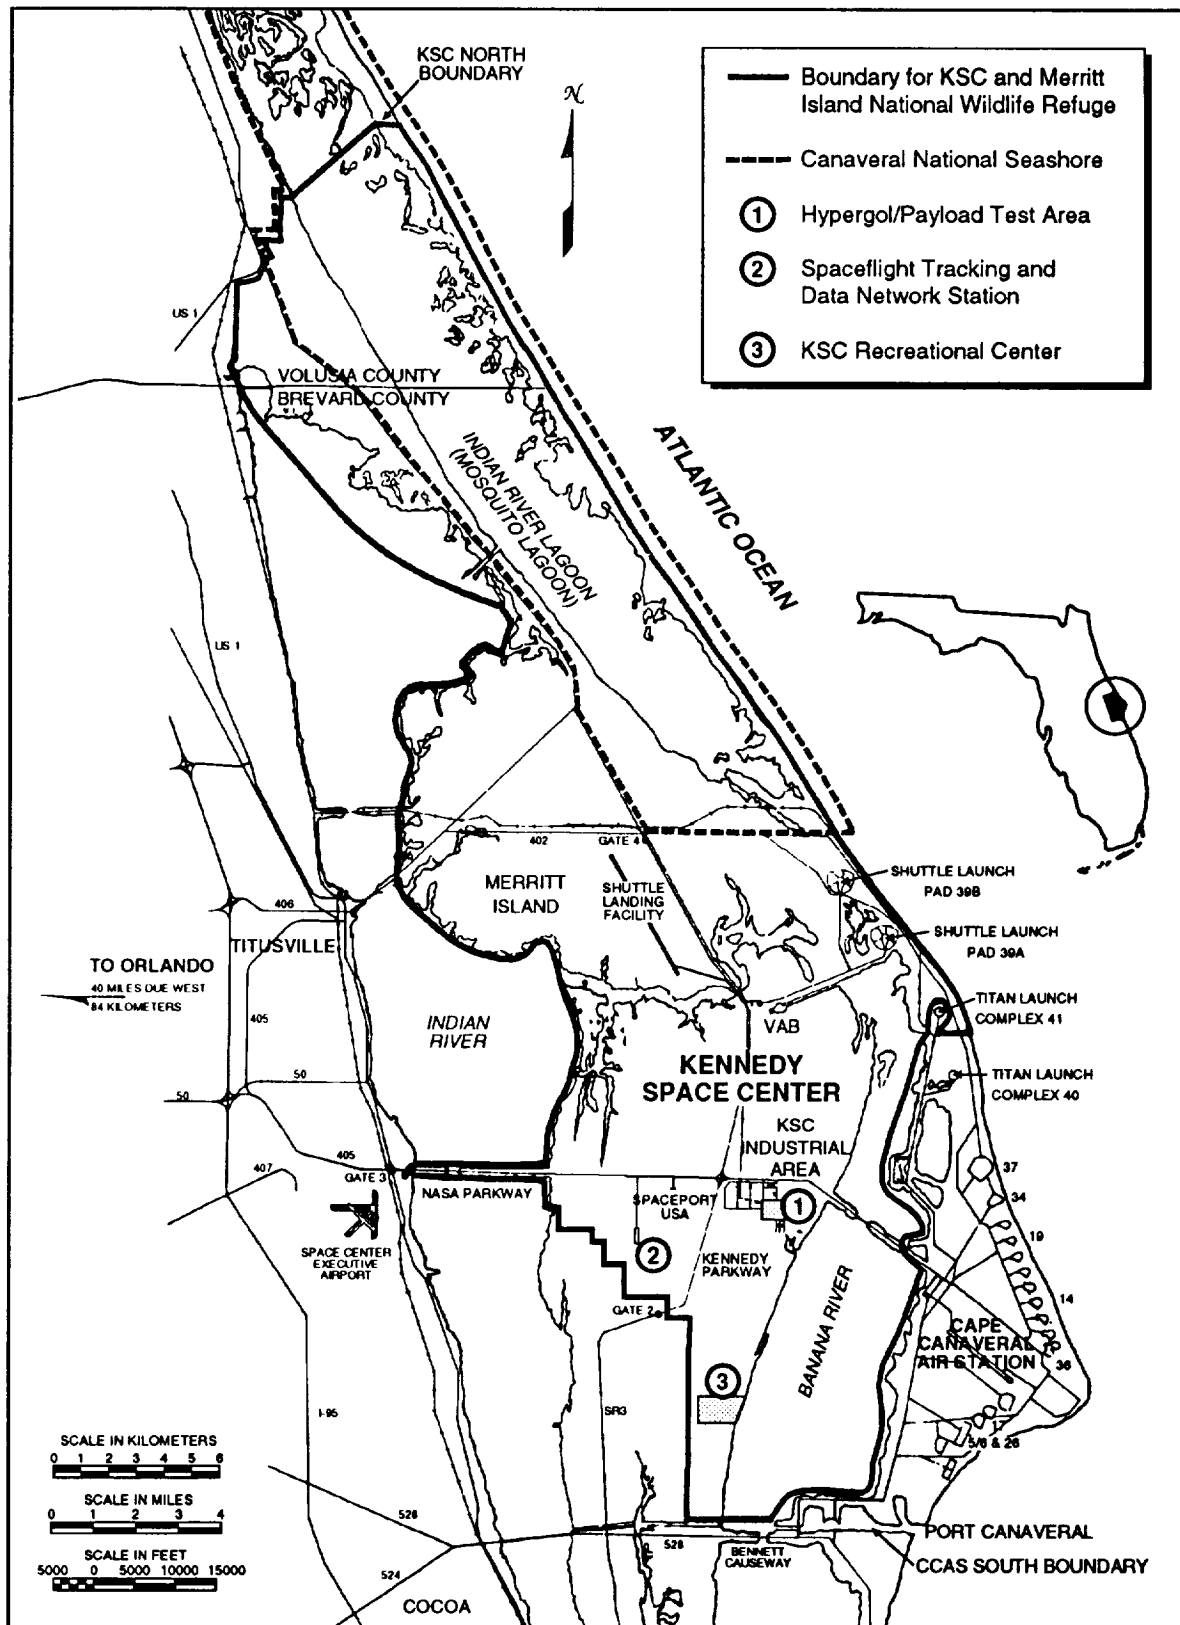 KSC NORTH
BOUNDARY
N
Boundary for KSC and Merritt
Island National Wildlife Refuge
Canaveral National Seashore
1 Hypergol/Payload Test Area
2 Spaceflight Tracking and
Data Network Station
3 KSC Recreational Center
US 1
VOLUSIA COUNTY
BREVARD COUNTY
INDIAN RIVER LAGOON
(MOSQUITO LAGOON)
ATLANTIC OCEAN
US 1
402
GATE 4
MERRITT
ISLAND
SHUTTLE
LANDING
FACILITY
SHUTTLE LAUNCH
PAD 39B
SHUTTLE LAUNCH
PAD 39A
406
TITUSVILLE
TO ORLANDO
40 MILES DUE WEST
84 KILOMETERS
405
INDIAN
RIVER
VAB
TITAN LAUNCH
COMPLEX 41
KENNEDY
SPACE CENTER
TITAN LAUNCH
COMPLEX 40
50
50
KSC
INDUSTRIAL
AREA
405
407
GATE 3
NASA PARKWAY
SPACEPORT
USA
1
37
34
19
14
36
17
5/6 & 26
SPACE CENTER
EXECUTIVE
AIRPORT
2
KENNEDY
PARKWAY
GATE 2
BANANA RIVER
CAPE
CANAVERAL
AIR STATION
3
I-95
SR3
SCALE IN KILOMETERS
0 1 2 3 4 5 6
SCALE IN MILES
0 1 2 3 4
SCALE IN FEET
5000 0 5000 10000 15000
526
528
524
BENNETT
CAUSEWAY
PORT CANAVERAL
CCAS SOUTH BOUNDARY
COCOA